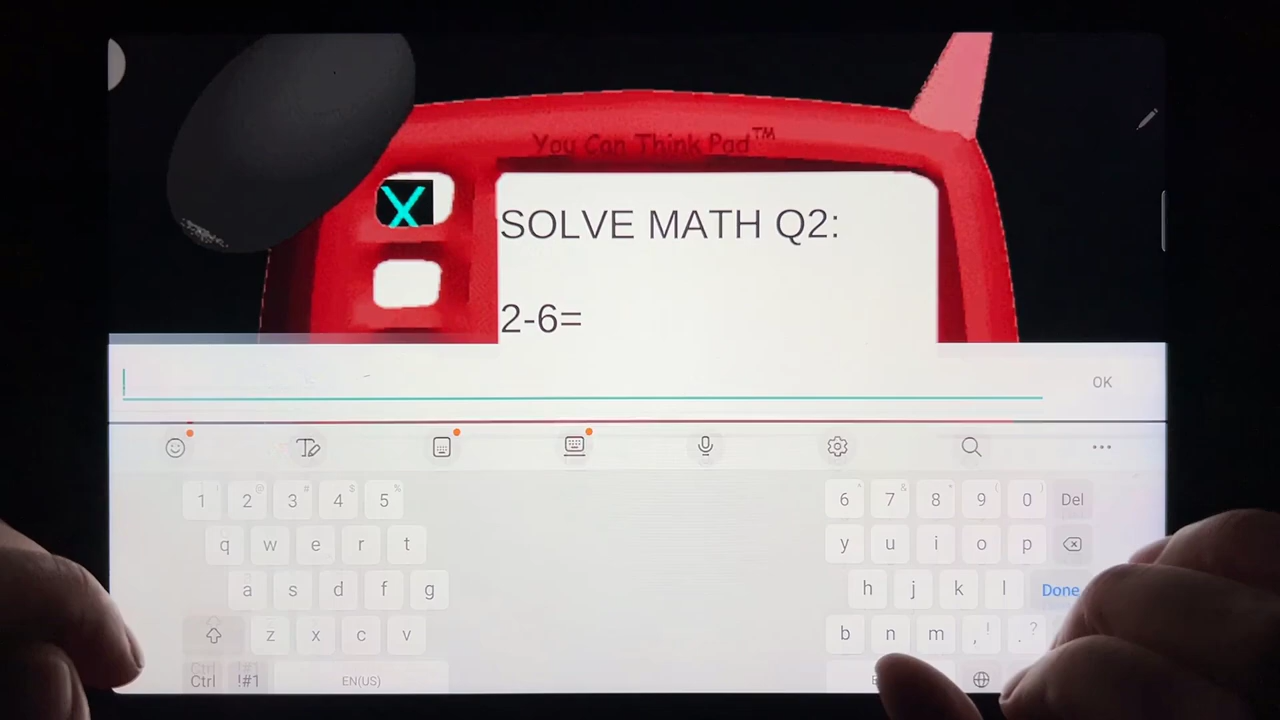 You Can Think Pad™
X
SOLVE MATH Q2:
2-6=
OK
1 2 3 4 5 6 7 8 9 0 Del
q w e r t y u i o p
a s d f g h j k l Done
z x c v b n m , ! . ?
Ctrl !#1 EN(US)